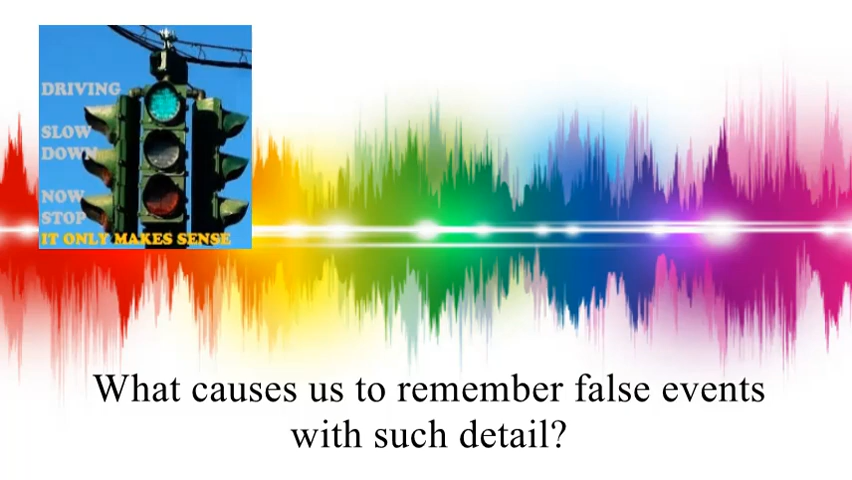 DRIVING
SLOW
DOWN
NOW
STOP
IT ONLY MAKES SENSE
What causes us to remember false events
with such detail?